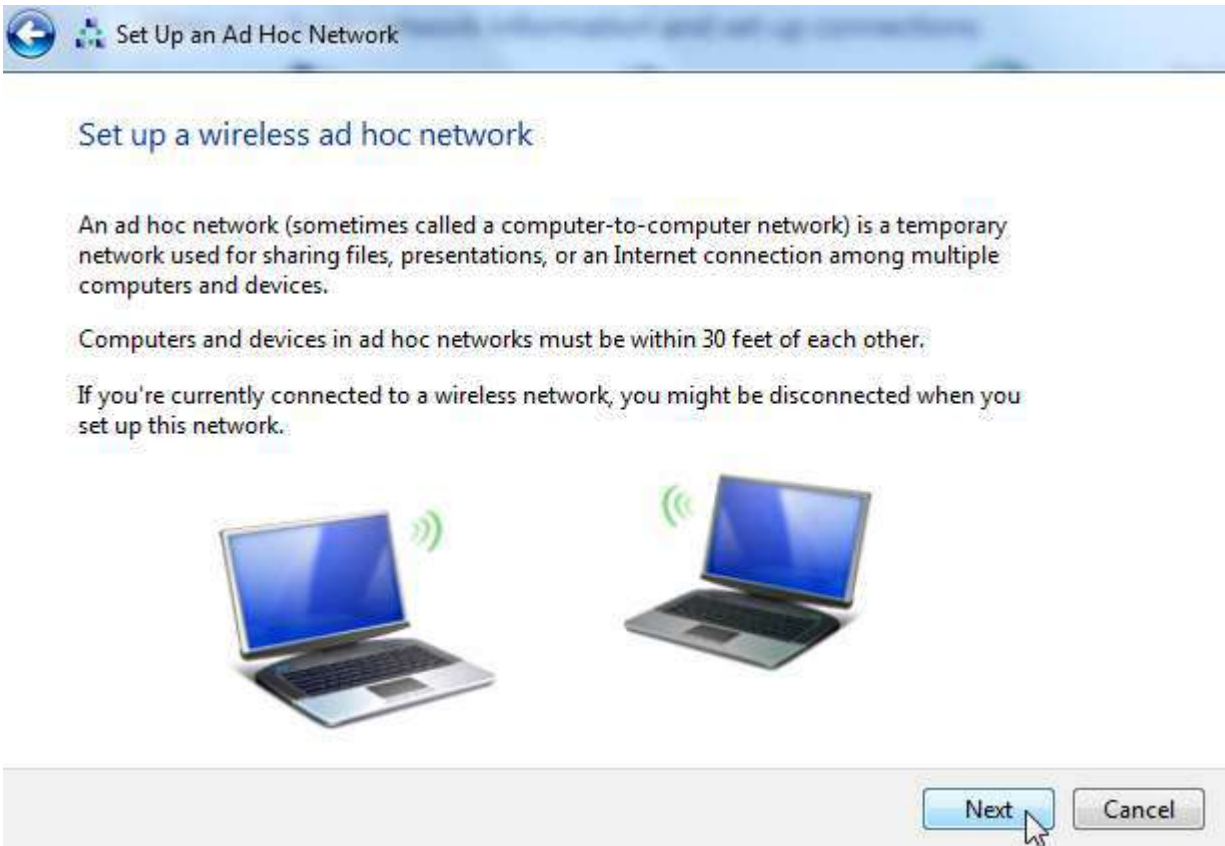 Set Up an Ad Hoc Network
Set up a wireless ad hoc network
An ad hoc network (sometimes called a computer-to-computer network) is a temporary
network used for sharing files, presentations, or an Internet connection among multiple
computers and devices.
Computers and devices in ad hoc networks must be within 30 feet of each other.
If you're currently connected to a wireless network, you might be disconnected when you
set up this network.
Next
Cancel